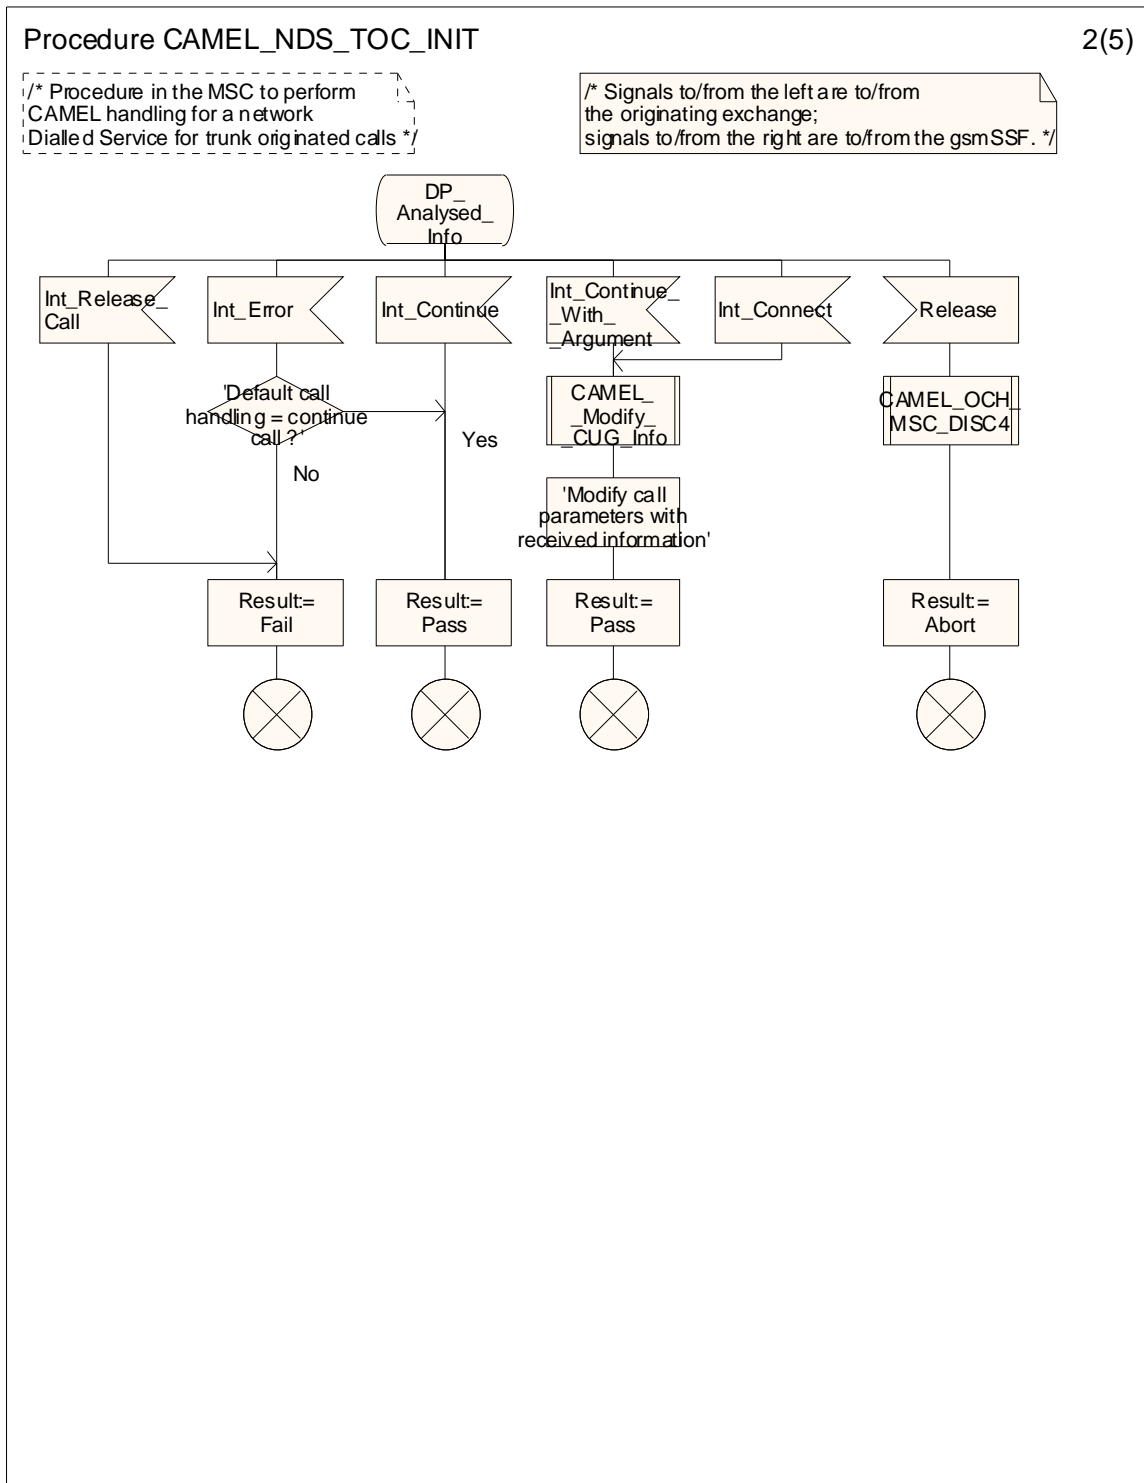 Procedure CAMEL_NDS_TOC_INIT
2(5)
/* Procedure in the MSC to perform
CAMEL handling for a network
Dialled Service for trunk originated calls */
/* Signals to/from the left are to/from
the originating exchange;
signals to/from the right are to/from the gsmSSF. */
DP_
Analysed_
Info
Int_Release_
Call
Int_Error
Int_Continue
Int_Continue_
_With_
_Argument
Int_Connect
Release
'Default call
handling = continue
call ?'
Yes
No
CAMEL_
_Modify_
_CUG_Info
CAMEL_OCH_
MSC_DISC4
'Modify call
parameters with
received information'
Result:=
Fail
Result:=
Pass
Result:=
Pass
Result:=
Abort